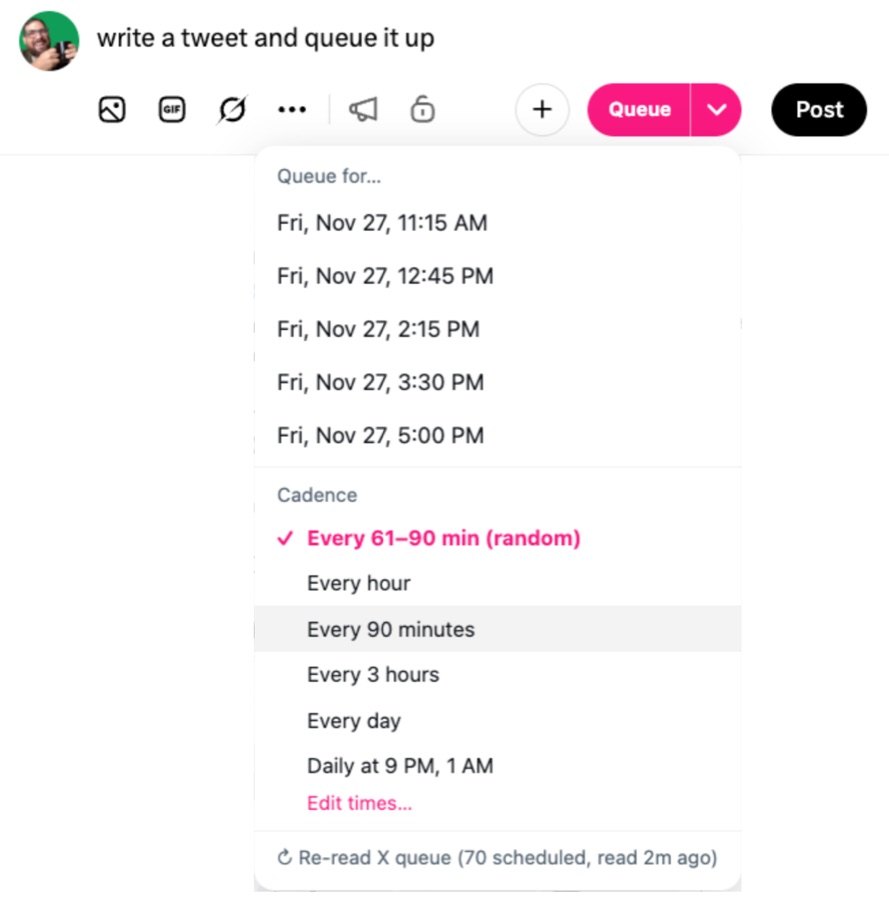 write a tweet and queue it up
GIF
Queue
Post
Queue for...
Fri, Nov 27, 11:15 AM
Fri, Nov 27, 12:45 PM
Fri, Nov 27, 2:15 PM
Fri, Nov 27, 3:30 PM
Fri, Nov 27, 5:00 PM
Cadence
Every 61–90 min (random)
Every hour
Every 90 minutes
Every 3 hours
Every day
Daily at 9 PM, 1 AM
Edit times...
Re-read X queue (70 scheduled, read 2m ago)